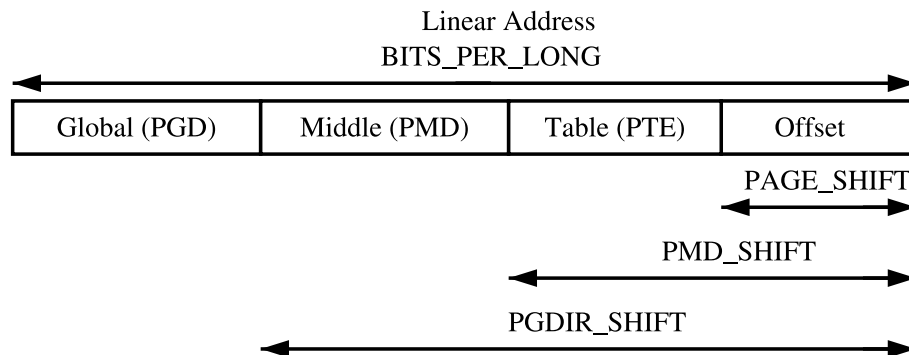 Linear Address
BITS_PER_LONG
Global (PGD) Middle (PMD) Table (PTE) Offset
PAGE_SHIFT
PMD_SHIFT
PGDIR_SHIFT